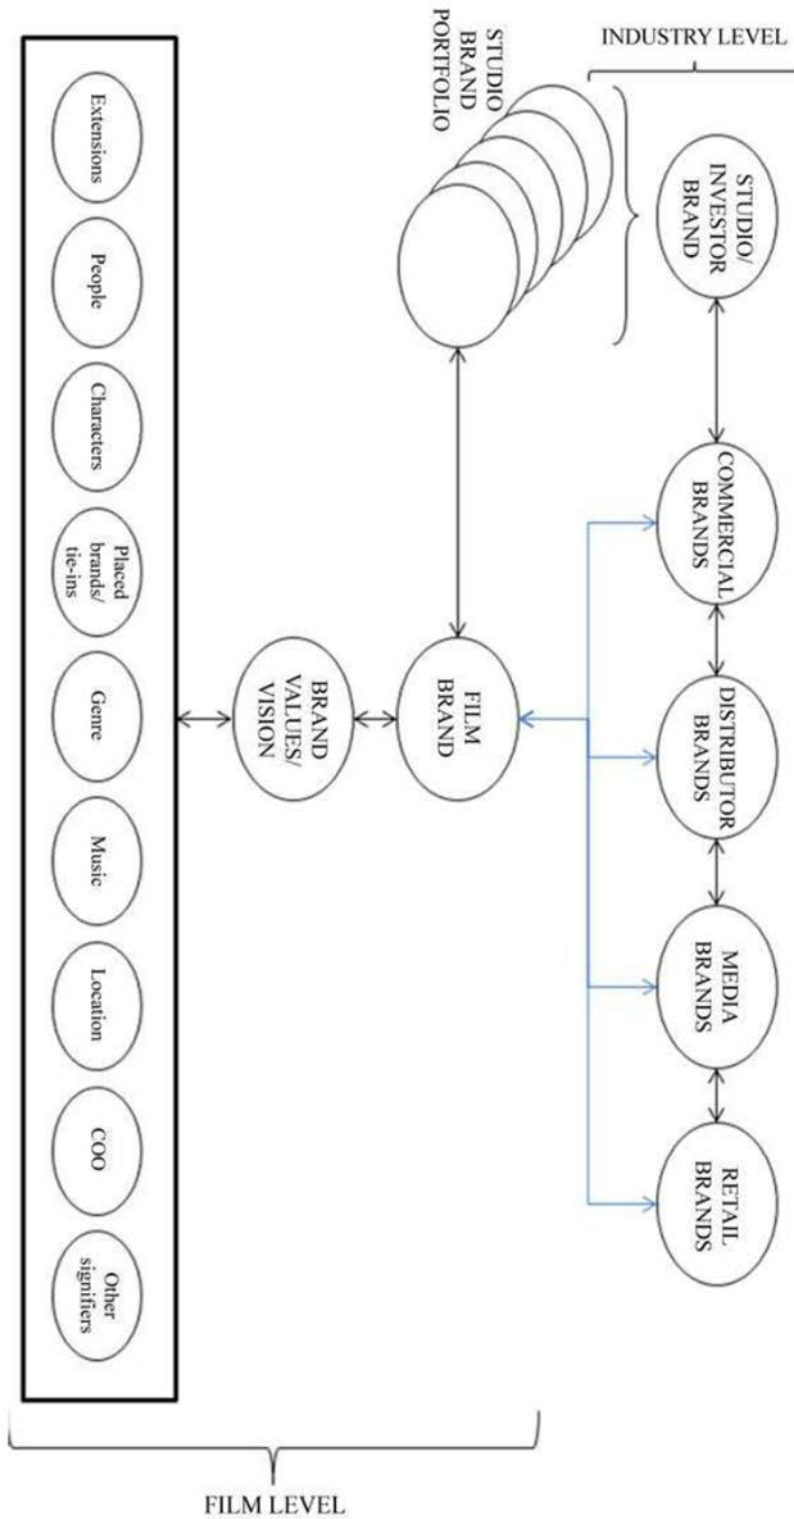 INDUSTRY LEVEL
STUDIO/
INVESTOR
BRAND
COMMERCIAL
BRANDS
DISTRIBUTOR
BRANDS
MEDIA
BRANDS
RETAIL
BRANDS
STUDIO
BRAND
PORTFOLIO
FILM
BRAND
BRAND
VALUES/
VISION
Extensions
People
Characters
Placed
brands/
tie-ins
Genre
Music
Location
COO
Other
signifiers
FILM LEVEL